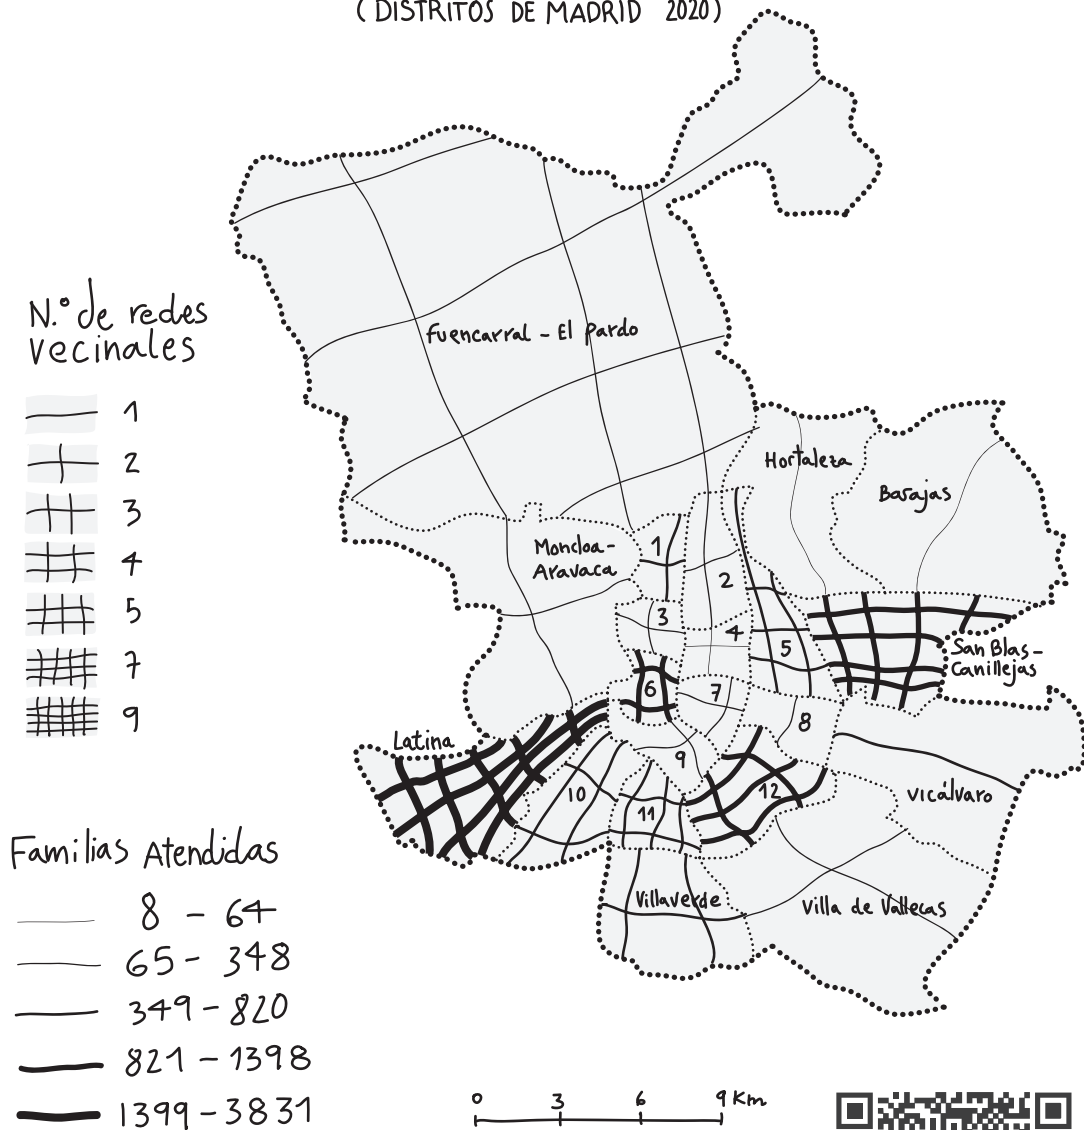 ( DISTRITOS DE MADRID 2020)
Fuencarral - El Pardo
N.º de redes
vecinales
1
2
3
4
5
7
9
Hortaleza
Barajas
Moncloa-
Aravaca
1
2
3
4
5
San Blas-
Canillejas
6
7
8
Latina
9
10
11
12
Vicálvaro
Villaverde
Villa de Vallecas
Familias Atendidas
8 - 64
65 - 348
349 - 820
821 - 1398
1399 - 3831
0 3 6 9 Km